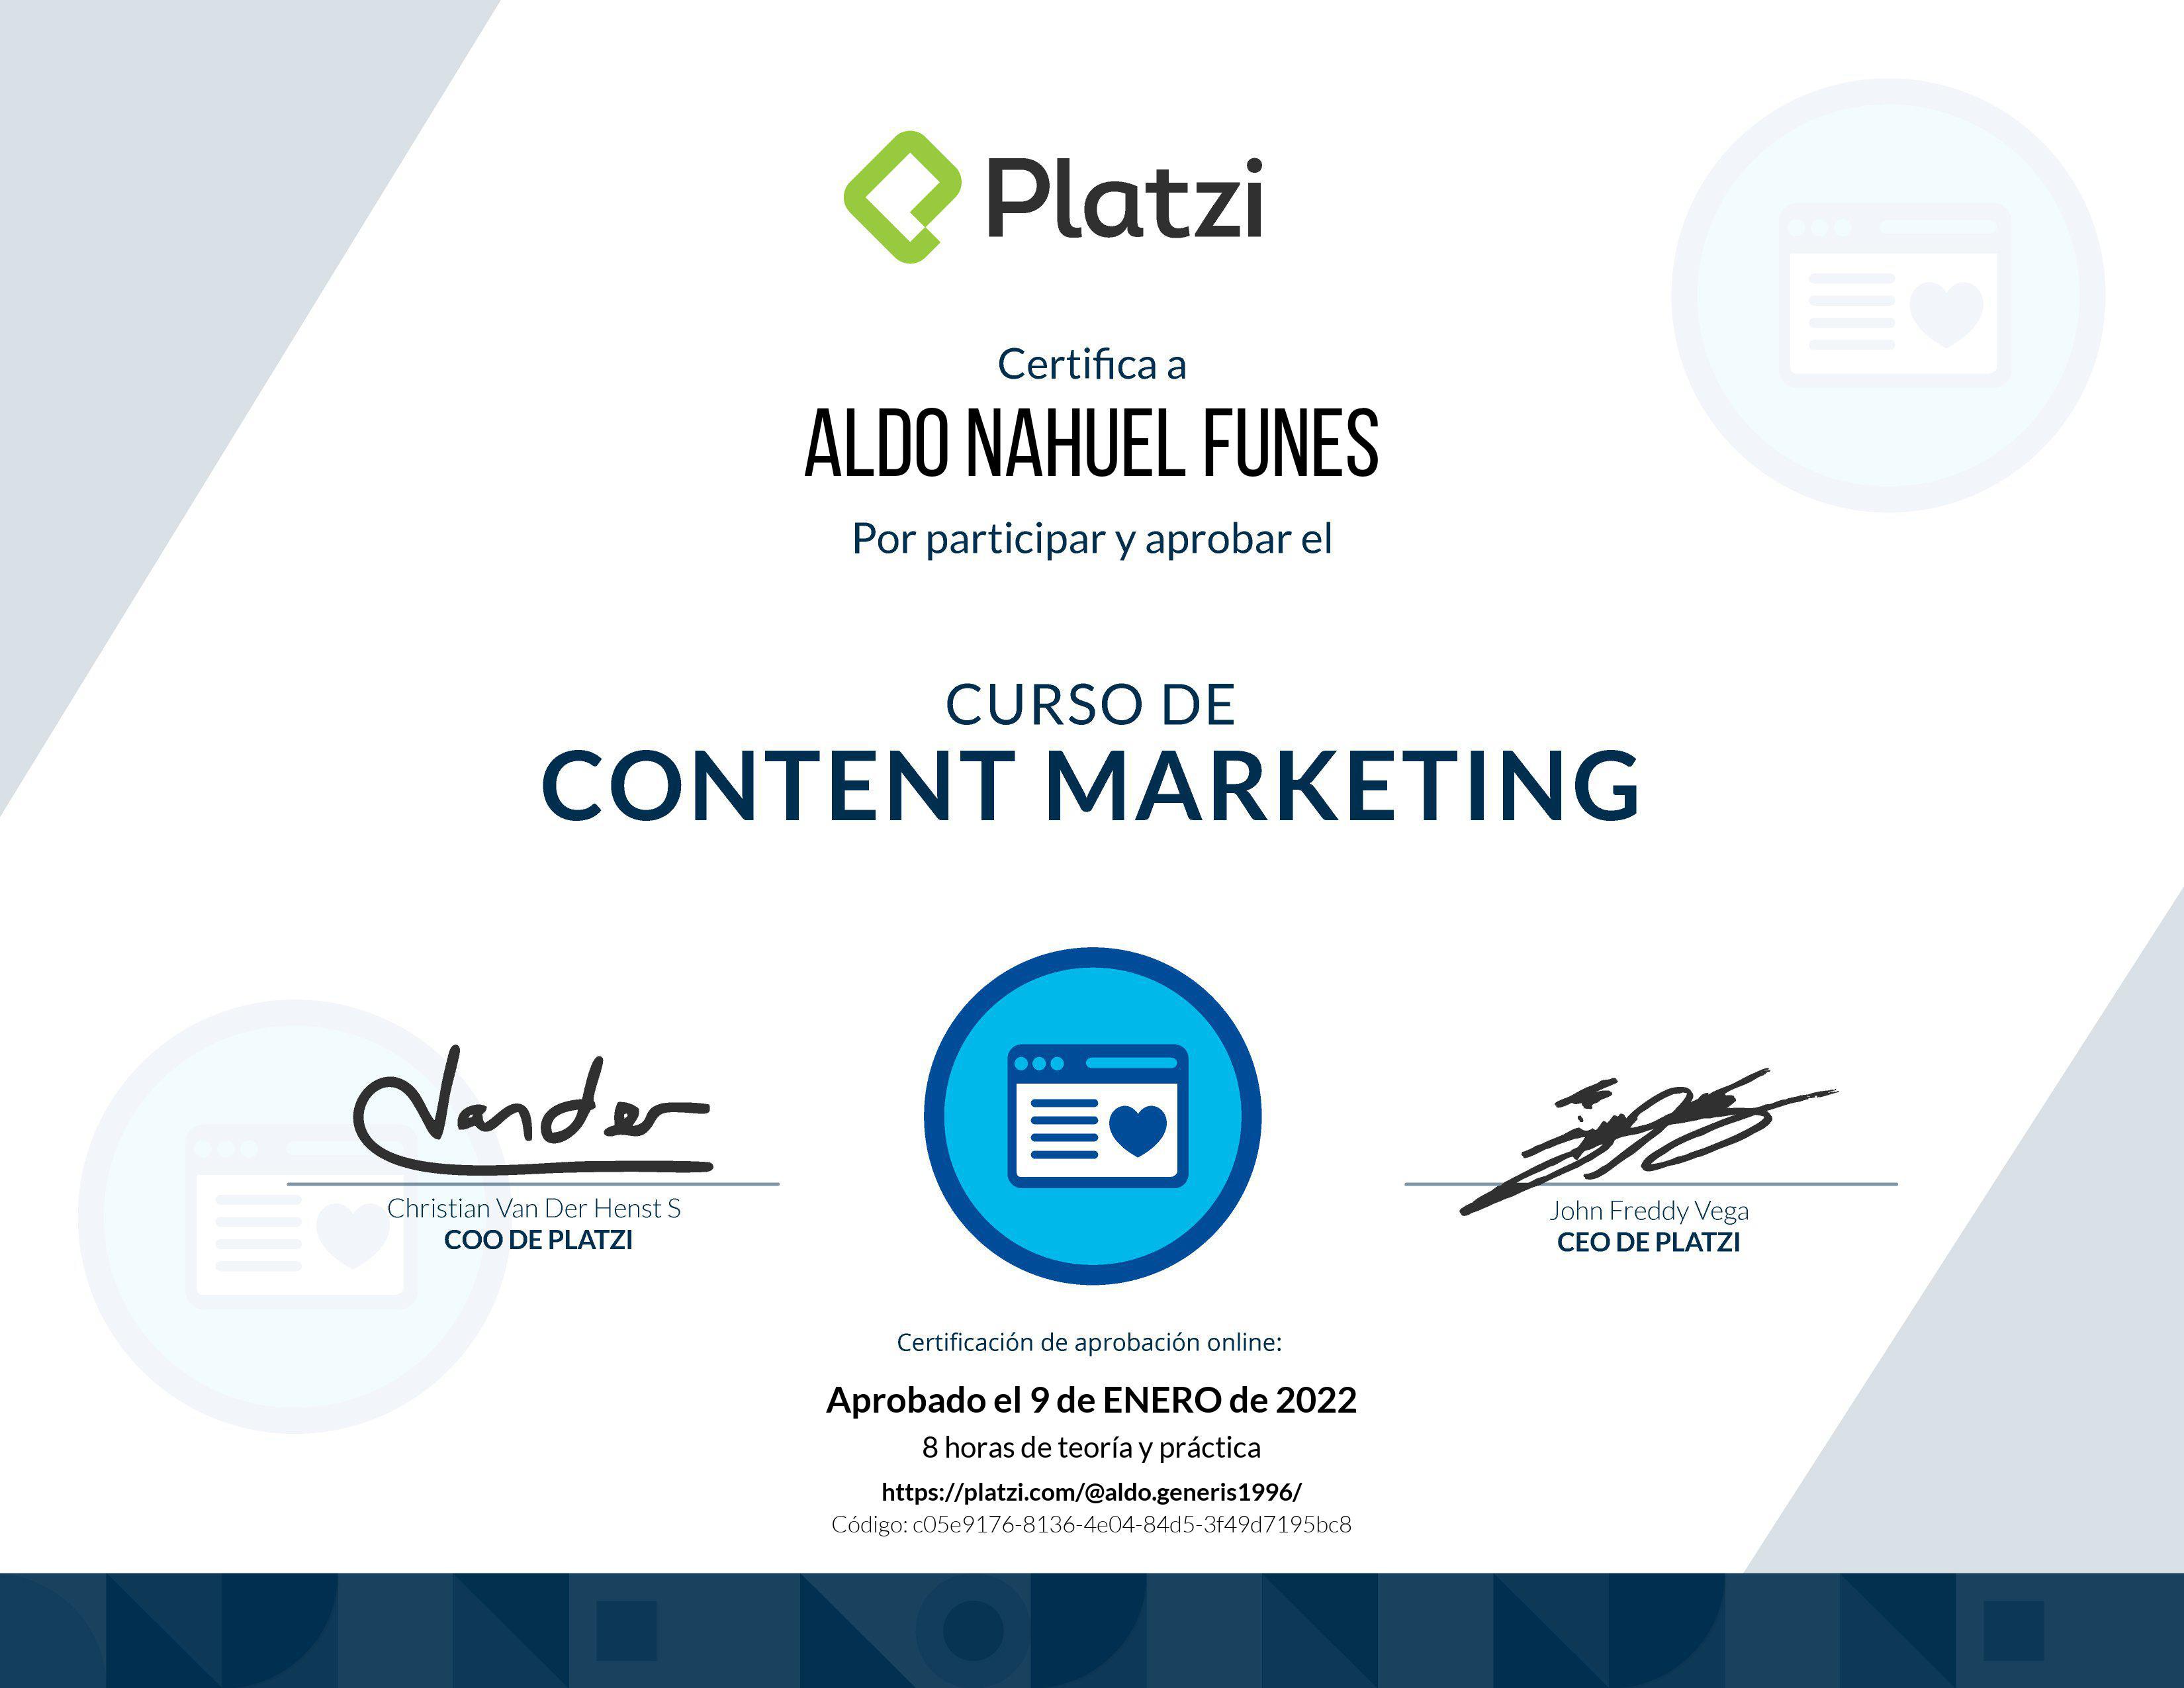 Platzi
Certifica a
ALDO NAHUEL FUNES
Por participar y aprobar el
CURSO DE
CONTENT MARKETING
Vander
Christian Van Der Henst S
COO DE PLATZI
John Freddy Vega
CEO DE PLATZI
Certificación de aprobación online:
Aprobado el 9 de ENERO de 2022
8 horas de teoría y práctica
https://platzi.com/@aldo.generis1996/
Código: c05e9176-8136-4e04-84d5-3f49d7195bc8